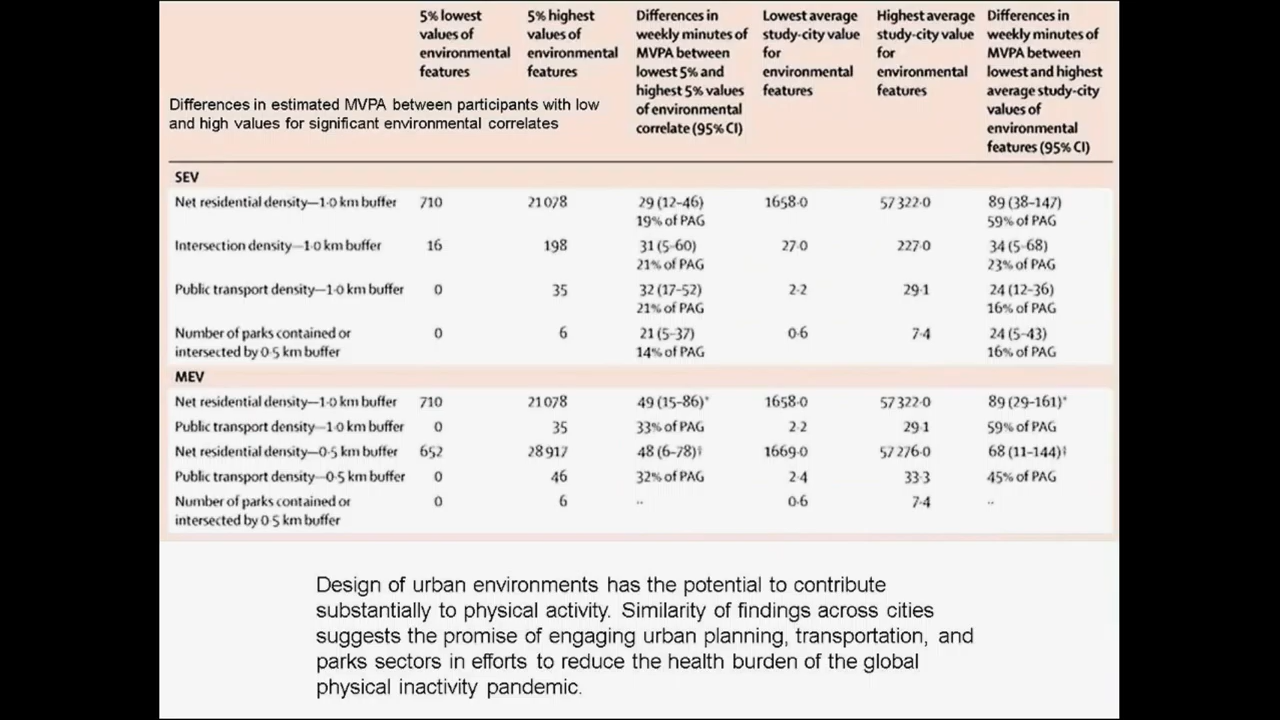 5% lowest values of environmental features
5% highest values of environmental features
Differences in weekly minutes of MVPA between lowest 5% and highest 5% values of environmental correlate (95% CI)
Lowest average study-city value for environmental features
Highest average study-city value for environmental features
Differences in weekly minutes of MVPA between lowest and highest average study-city values of environmental features (95% CI)
Differences in estimated MVPA between participants with low
and high values for significant environmental correlates
SEV
Net residential density—1·0 km buffer 710 21078 29 (12–46) 1658·0 57322·0 89 (38–147)
19% of PAG 59% of PAG
Intersection density—1·0 km buffer 16 198 31 (5–60) 27·0 227·0 34 (5–68)
21% of PAG 23% of PAG
Public transport density—1·0 km buffer 0 35 32 (17–52) 2·2 29·1 24 (12–36)
21% of PAG 16% of PAG
Number of parks contained or 0 6 21 (5–37) 0·6 7·4 24 (5–43)
intersected by 0·5 km buffer 14% of PAG 16% of PAG
MEV
Net residential density—1·0 km buffer 710 21078 49 (15–86)* 1658·0 57322·0 89 (29–161)*
Public transport density—1·0 km buffer 0 35 33% of PAG 2·2 29·1 59% of PAG
Net residential density—0·5 km buffer 652 28917 48 (6–78)† 1669·0 57276·0 68 (11–144)†
Public transport density—0·5 km buffer 0 46 32% of PAG 2·4 33·3 45% of PAG
Number of parks contained or 0 6 ·· 0·6 7·4 ··
intersected by 0·5 km buffer
Design of urban environments has the potential to contribute
substantially to physical activity. Similarity of findings across cities
suggests the promise of engaging urban planning, transportation, and
parks sectors in efforts to reduce the health burden of the global
physical inactivity pandemic.